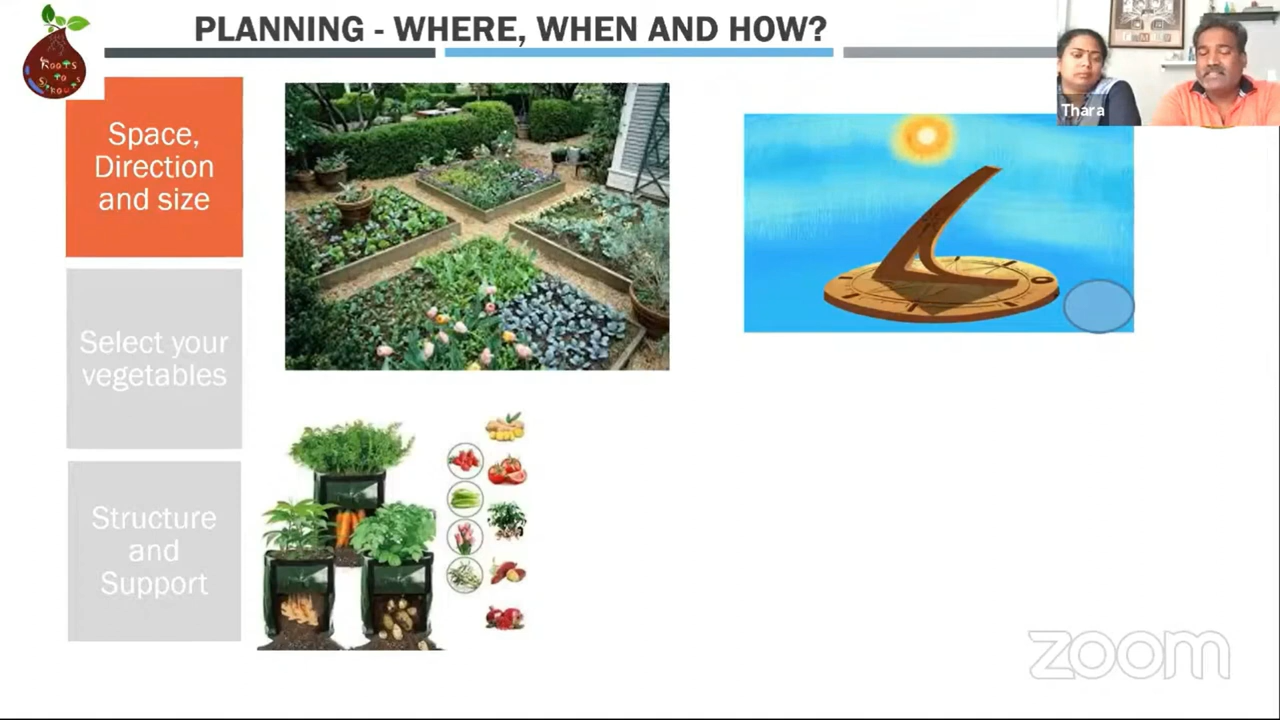 PLANNING - WHERE, WHEN AND HOW?
Roots
To
Sprouts
Thara
Space,
Direction
and size
Select your
vegetables
Structure
and
Support
zoom